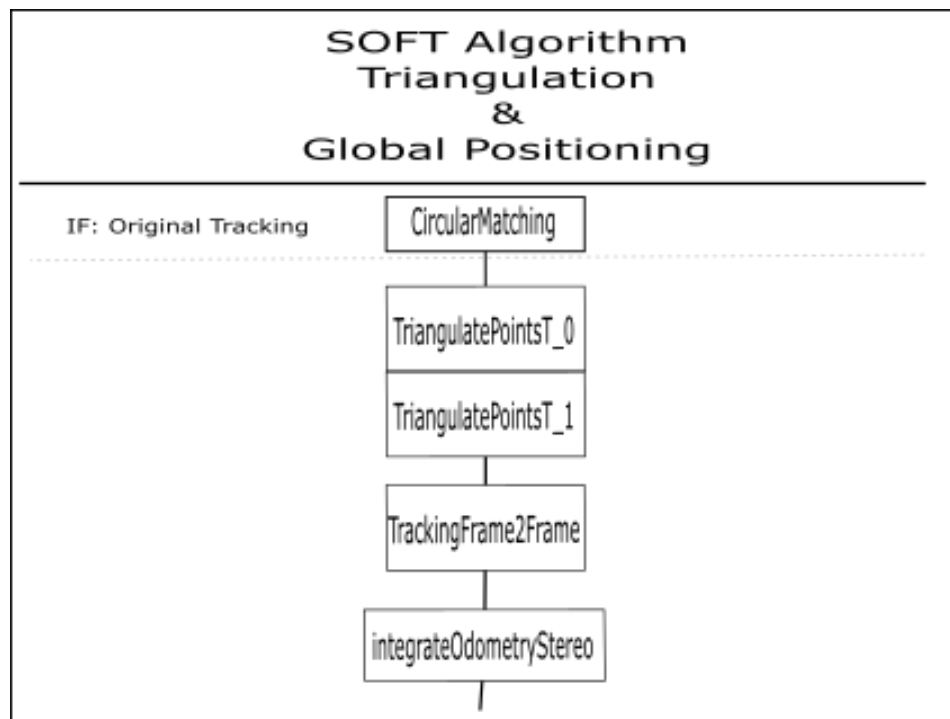 SOFT Algorithm
Triangulation
&
Global Positioning
IF: Original Tracking
CircularMatching
TriangulatePointsT_0
TriangulatePointsT_1
TrackingFrame2Frame
integrateOdometryStereo